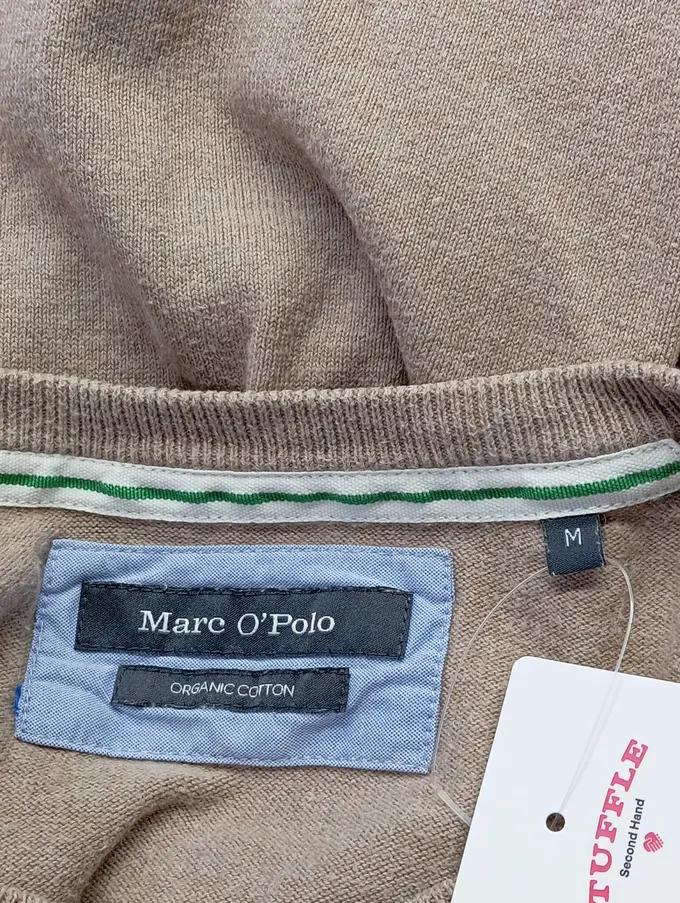 Marc O'Polo
ORGANIC COTTON
M
TUFFLE
Second Hand